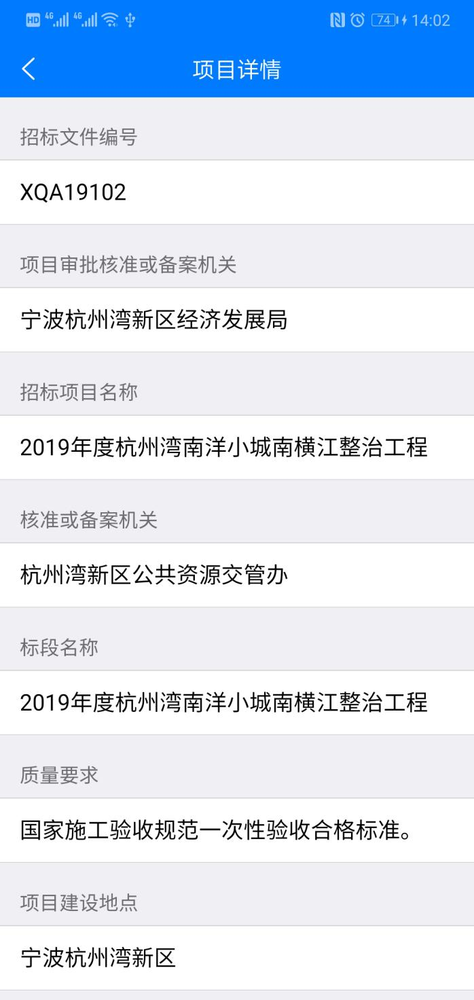 HD 4G 4G 74 14:02
项目详情
招标文件编号
XQA19102
项目审批核准或备案机关
宁波杭州湾新区经济发展局
招标项目名称
2019年度杭州湾南洋小城南横江整治工程
核准或备案机关
杭州湾新区公共资源交管办
标段名称
2019年度杭州湾南洋小城南横江整治工程
质量要求
国家施工验收规范一次性验收合格标准。
项目建设地点
宁波杭州湾新区